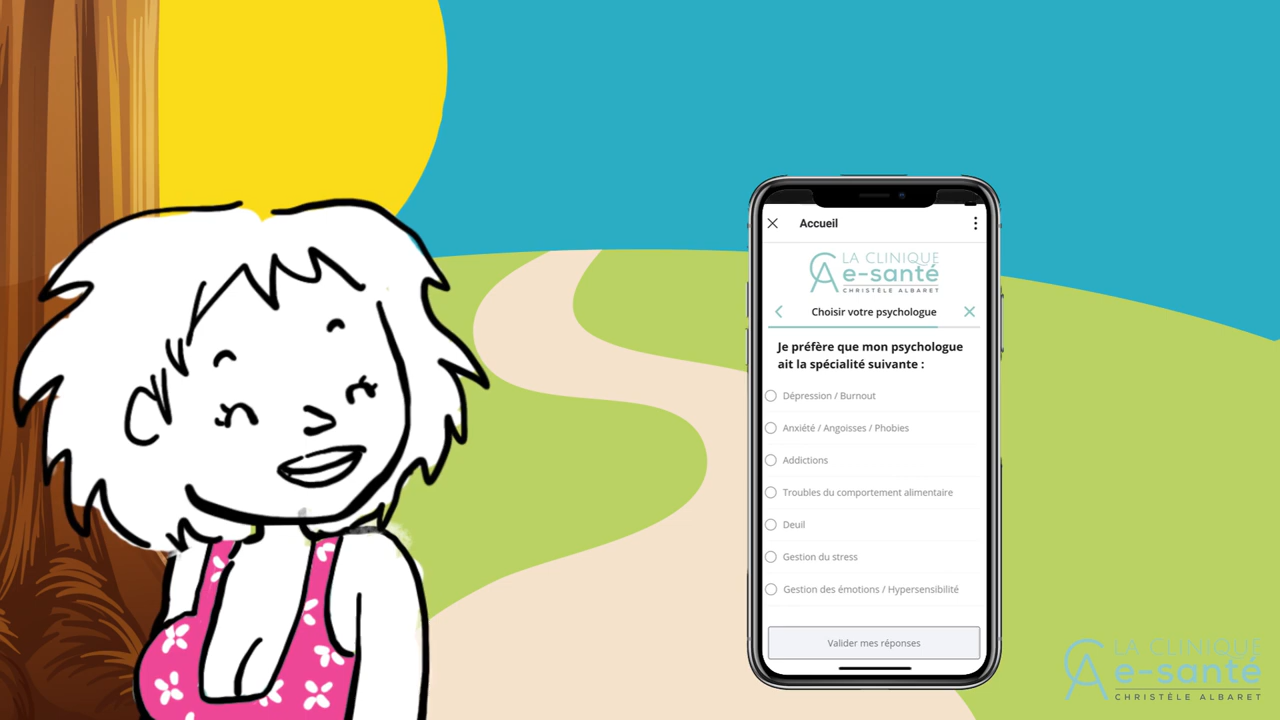 Accueil
LA CLINIQUE
e-santé
CHRISTÈLE ALBARET
Choisir votre psychologue
Je préfère que mon psychologue
ait la spécialité suivante :
Dépression / Burnout
Anxiété / Angoisses / Phobies
Addictions
Troubles du comportement alimentaire
Deuil
Gestion du stress
Gestion des émotions / Hypersensibilité
Valider mes réponses
LA CLINIQUE
e-santé
CHRISTÈLE ALBARET